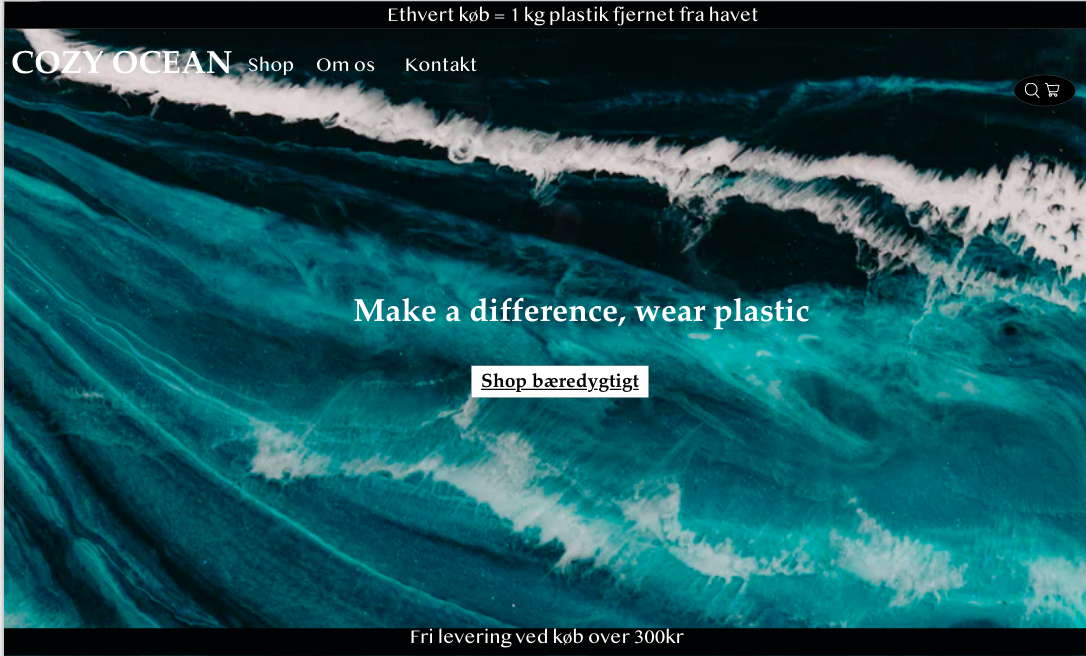 Ethvert køb = 1 kg plastik fjernet fra havet
COZY OCEAN Shop Om os Kontakt
Make a difference, wear plastic
Shop bæredygtigt
Fri levering ved køb over 300kr